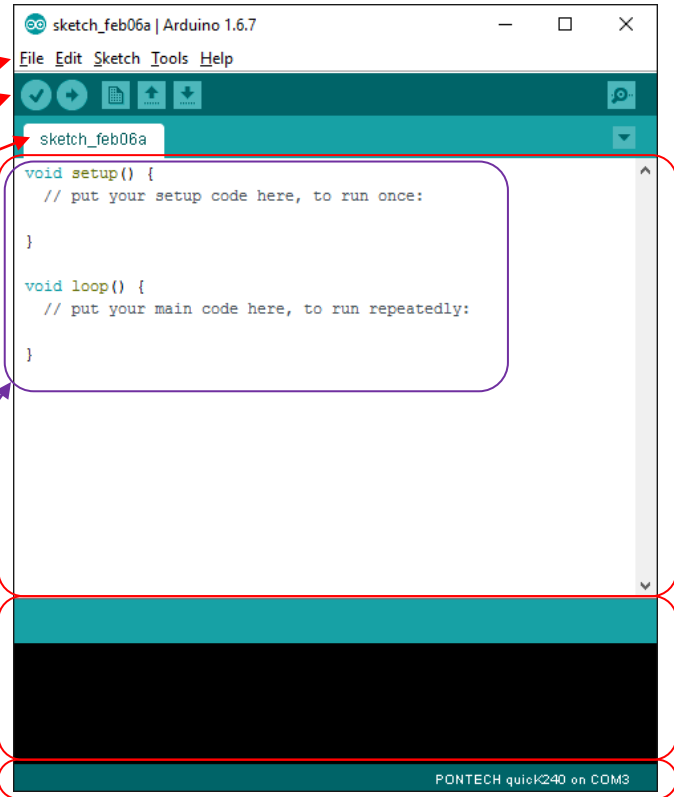 sketch_feb06a | Arduino 1.6.7
File Edit Sketch Tools Help
sketch_feb06a
void setup() {
  // put your setup code here, to run once:
}
void loop() {
  // put your main code here, to run repeatedly:
}
PONTECH quicK240 on COM3